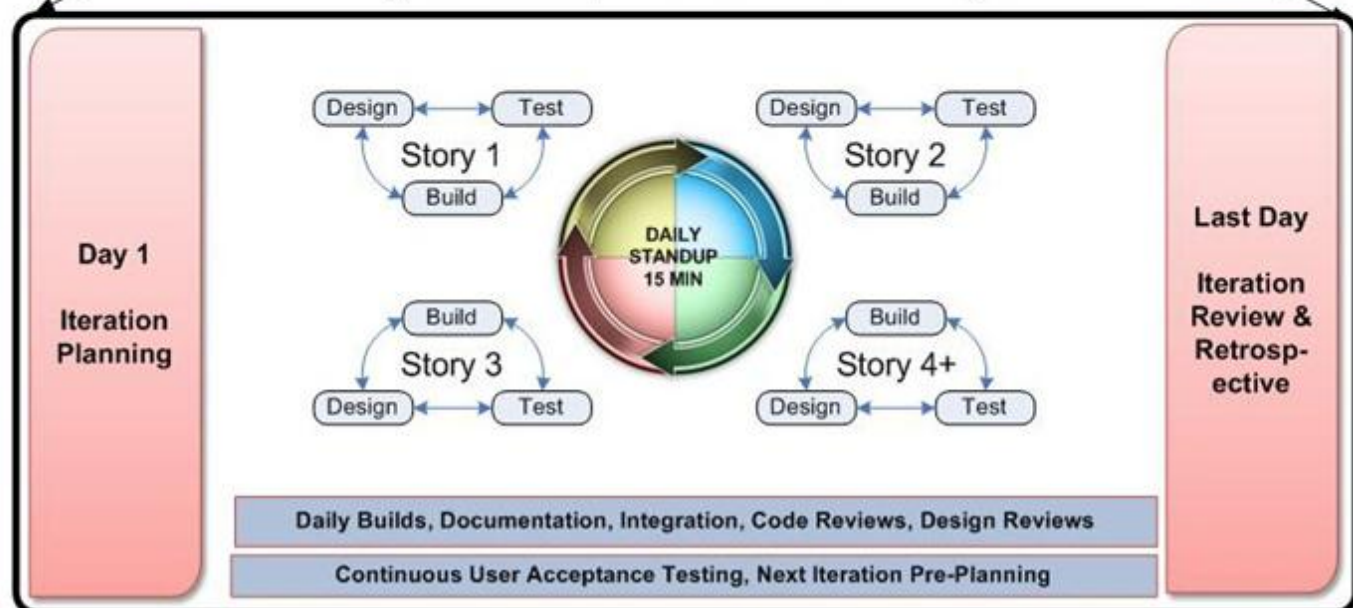 Day 1
Iteration
Planning
Design
Test
Story 1
Build
Design
Test
Story 2
Build
DAILY
STANDUP
15 MIN
Build
Story 3
Design
Test
Build
Story 4+
Design
Test
Last Day
Iteration
Review &
Retrosp-
ective
Daily Builds, Documentation, Integration, Code Reviews, Design Reviews
Continuous User Acceptance Testing, Next Iteration Pre-Planning